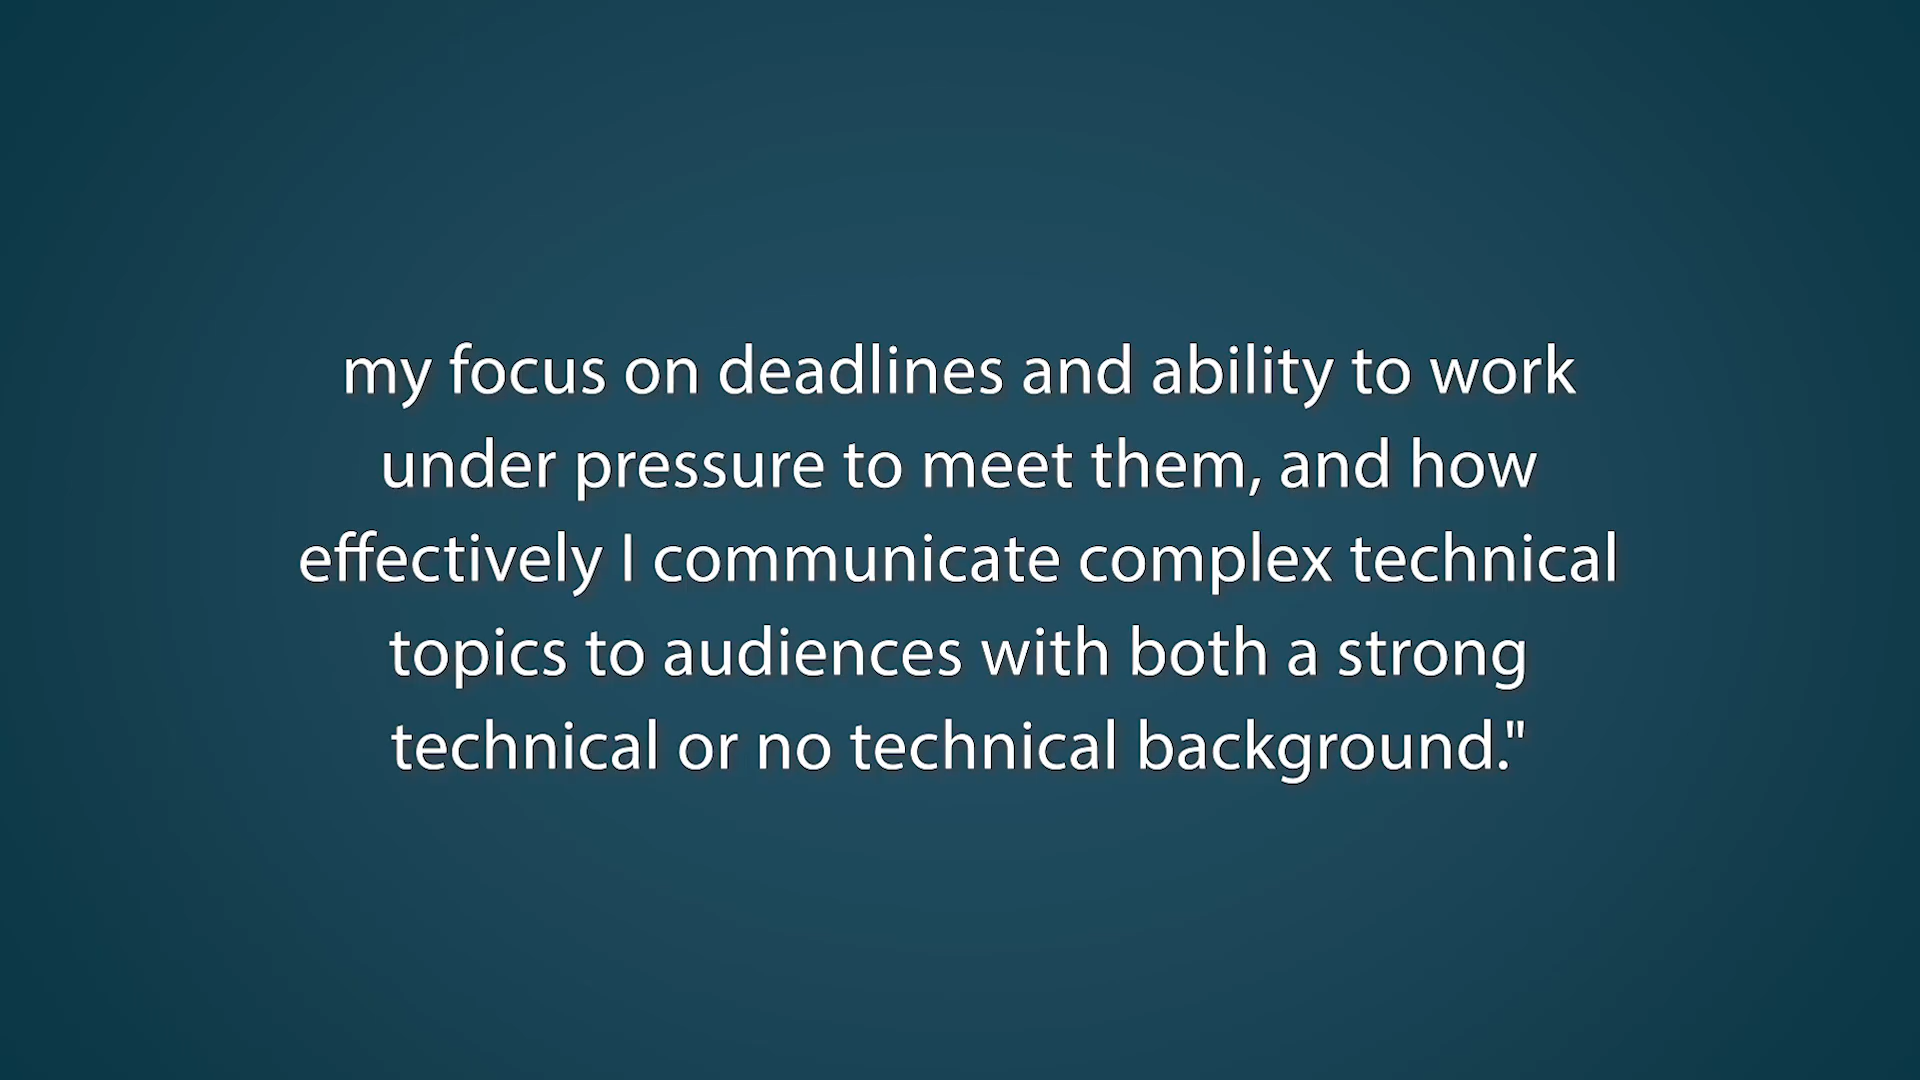 my focus on deadlines and ability to work
under pressure to meet them, and how
effectively I communicate complex technical
topics to audiences with both a strong
technical or no technical background."